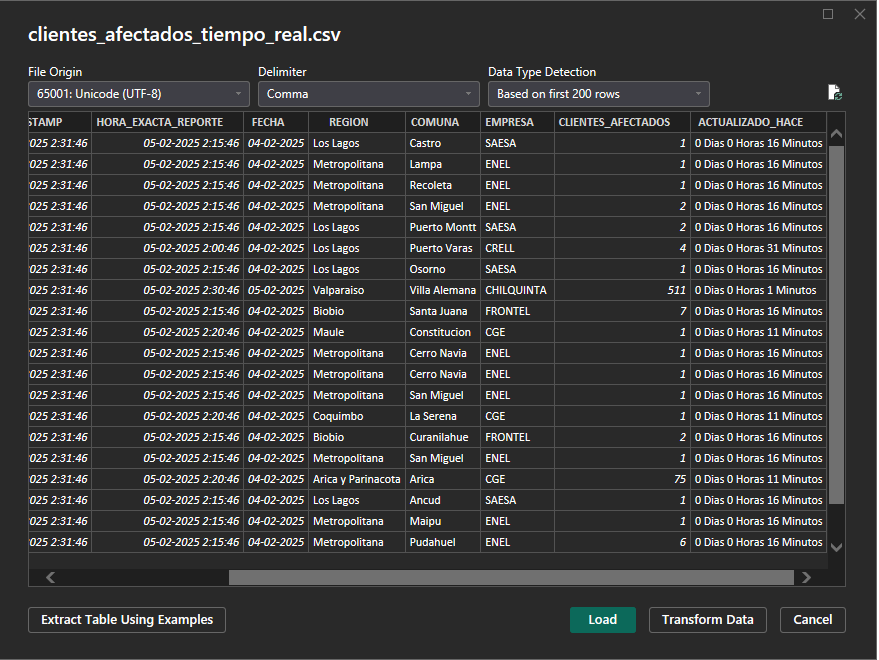 clientes_afectados_tiempo_real.csv
File Origin Delimiter Data Type Detection
65001: Unicode (UTF-8) Comma Based on first 200 rows
STAMP HORA_EXACTA_REPORTE FECHA REGION COMUNA EMPRESA CLIENTES_AFECTADOS ACTUALIZADO_HACE
025 2:31:46 05-02-2025 2:15:46 04-02-2025 Los Lagos Castro SAESA 1 0 Dias 0 Horas 16 Minutos
025 2:31:46 05-02-2025 2:15:46 04-02-2025 Metropolitana Lampa ENEL 1 0 Dias 0 Horas 16 Minutos
025 2:31:46 05-02-2025 2:15:46 04-02-2025 Metropolitana Recoleta ENEL 1 0 Dias 0 Horas 16 Minutos
025 2:31:46 05-02-2025 2:15:46 04-02-2025 Metropolitana San Miguel ENEL 2 0 Dias 0 Horas 16 Minutos
025 2:31:46 05-02-2025 2:15:46 04-02-2025 Los Lagos Puerto Montt SAESA 2 0 Dias 0 Horas 16 Minutos
025 2:31:46 05-02-2025 2:00:46 04-02-2025 Los Lagos Puerto Varas CRELL 4 0 Dias 0 Horas 31 Minutos
025 2:31:46 05-02-2025 2:15:46 04-02-2025 Los Lagos Osorno SAESA 1 0 Dias 0 Horas 16 Minutos
025 2:31:46 05-02-2025 2:30:46 05-02-2025 Valparaiso Villa Alemana CHILQUINTA 511 0 Dias 0 Horas 1 Minutos
025 2:31:46 05-02-2025 2:15:46 04-02-2025 Biobio Santa Juana FRONTEL 7 0 Dias 0 Horas 16 Minutos
025 2:31:46 05-02-2025 2:20:46 04-02-2025 Maule Constitucion CGE 1 0 Dias 0 Horas 11 Minutos
025 2:31:46 05-02-2025 2:15:46 04-02-2025 Metropolitana Cerro Navia ENEL 1 0 Dias 0 Horas 16 Minutos
025 2:31:46 05-02-2025 2:15:46 04-02-2025 Metropolitana Cerro Navia ENEL 1 0 Dias 0 Horas 16 Minutos
025 2:31:46 05-02-2025 2:15:46 04-02-2025 Metropolitana San Miguel ENEL 1 0 Dias 0 Horas 16 Minutos
025 2:31:46 05-02-2025 2:20:46 04-02-2025 Coquimbo La Serena CGE 1 0 Dias 0 Horas 11 Minutos
025 2:31:46 05-02-2025 2:15:46 04-02-2025 Biobio Curanilahue FRONTEL 2 0 Dias 0 Horas 16 Minutos
025 2:31:46 05-02-2025 2:15:46 04-02-2025 Metropolitana San Miguel ENEL 1 0 Dias 0 Horas 16 Minutos
025 2:31:46 05-02-2025 2:20:46 04-02-2025 Arica y Parinacota Arica CGE 75 0 Dias 0 Horas 11 Minutos
025 2:31:46 05-02-2025 2:15:46 04-02-2025 Los Lagos Ancud SAESA 1 0 Dias 0 Horas 16 Minutos
025 2:31:46 05-02-2025 2:15:46 04-02-2025 Metropolitana Maipu ENEL 1 0 Dias 0 Horas 16 Minutos
025 2:31:46 05-02-2025 2:15:46 04-02-2025 Metropolitana Pudahuel ENEL 6 0 Dias 0 Horas 16 Minutos
Extract Table Using Examples Load Transform Data Cancel